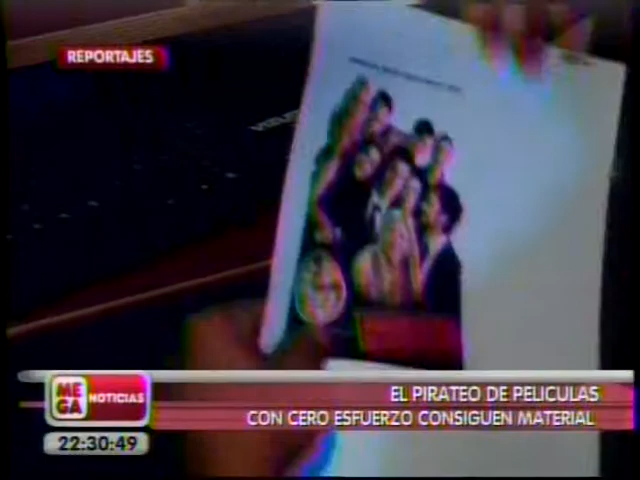 REPORTAJES
MEGA NOTICIAS
EL PIRATEO DE PELICULAS
CON CERO ESFUERZO CONSIGUEN MATERIAL
22:30:49